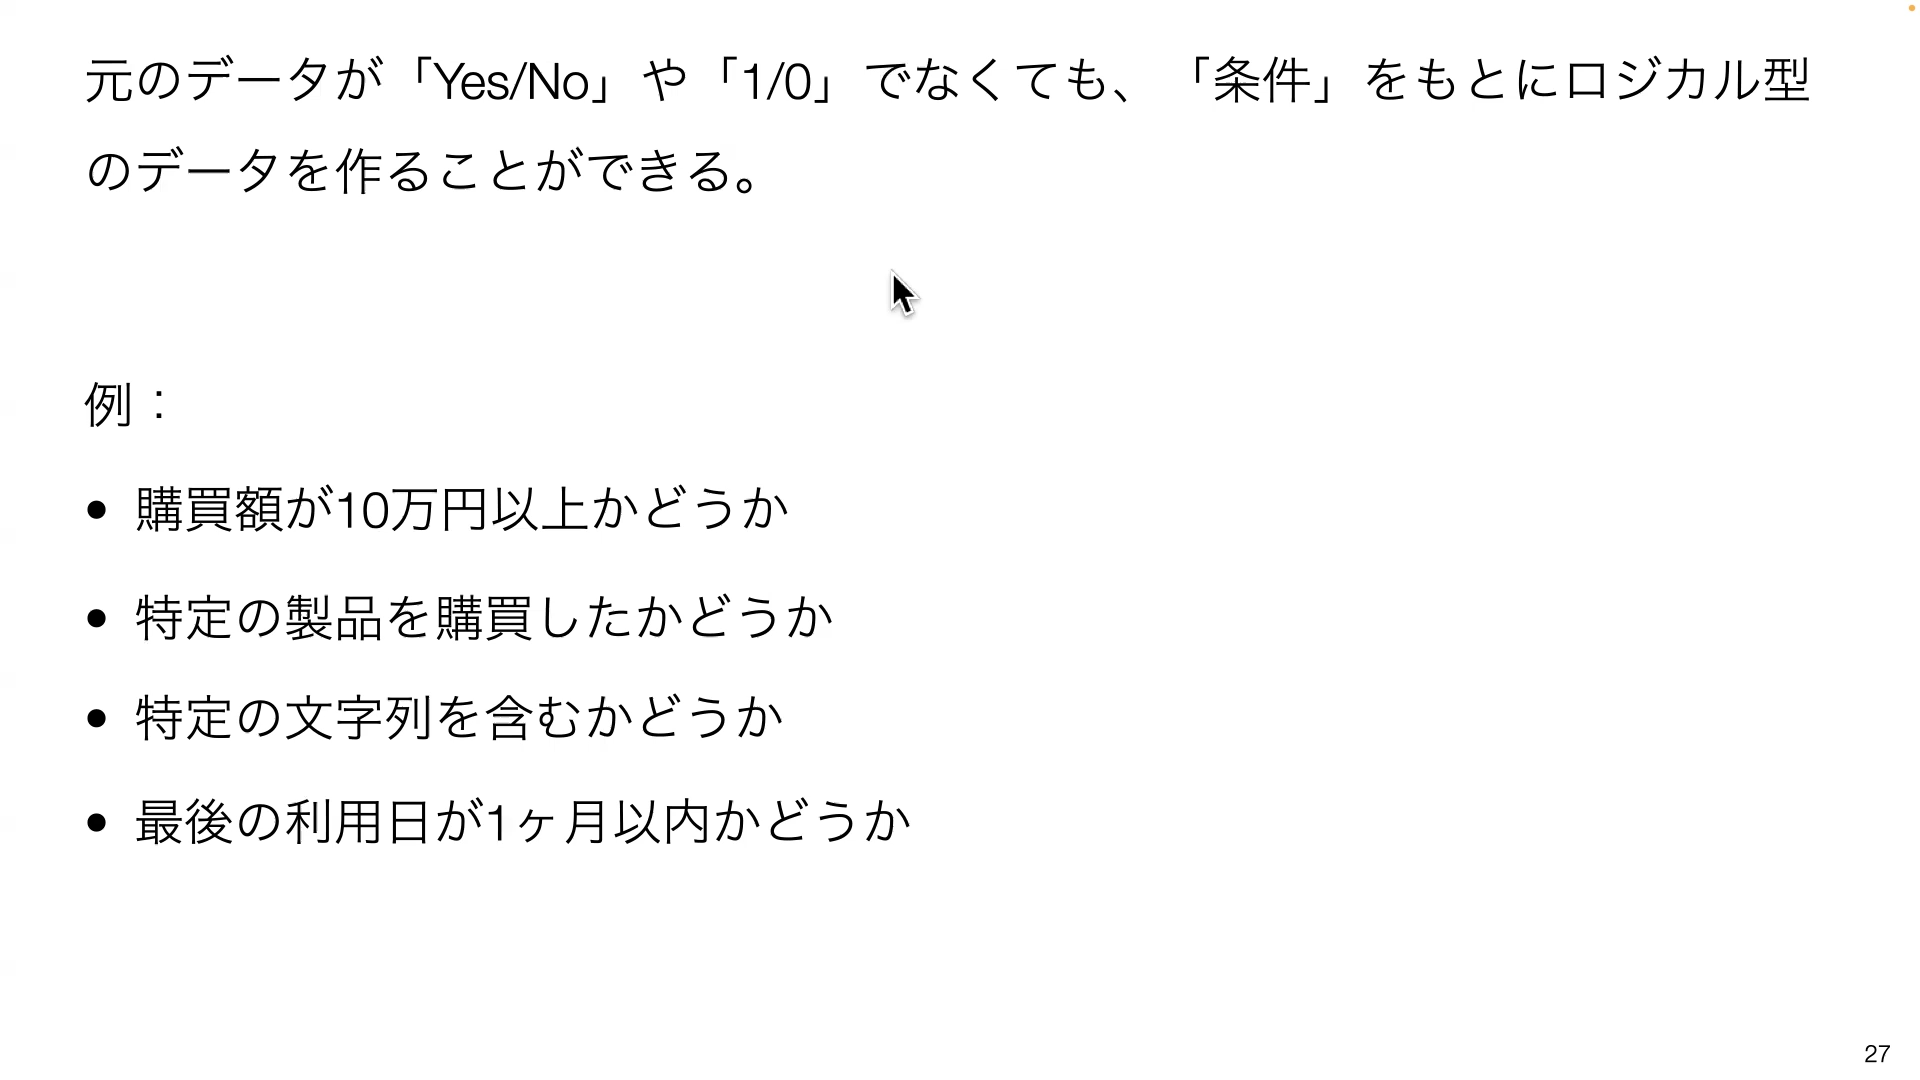 元のデータが「Yes/No」や「1/0」でなくても、「条件」をもとにロジカル型
のデータを作ることができる。
例：
• 購買額が10万円以上かどうか
• 特定の製品を購買したかどうか
• 特定の文字列を含むかどうか
• 最後の利用日が1ヶ月以内かどうか
27